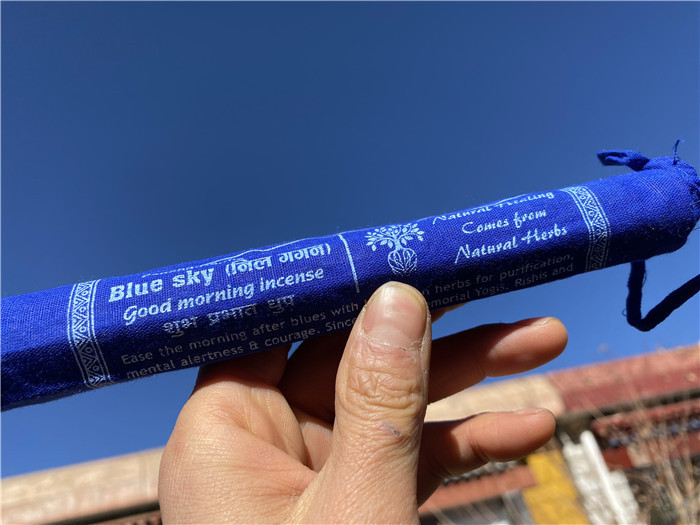 Blue sky (निल गगन)
Good morning incense
शुभ प्रभात धुप
Ease the morning after blues with herbs for purification,
mental alertness & courage. Since memorial Yogis, Rishis and
Natural Healing
Comes from
Natural Herbs